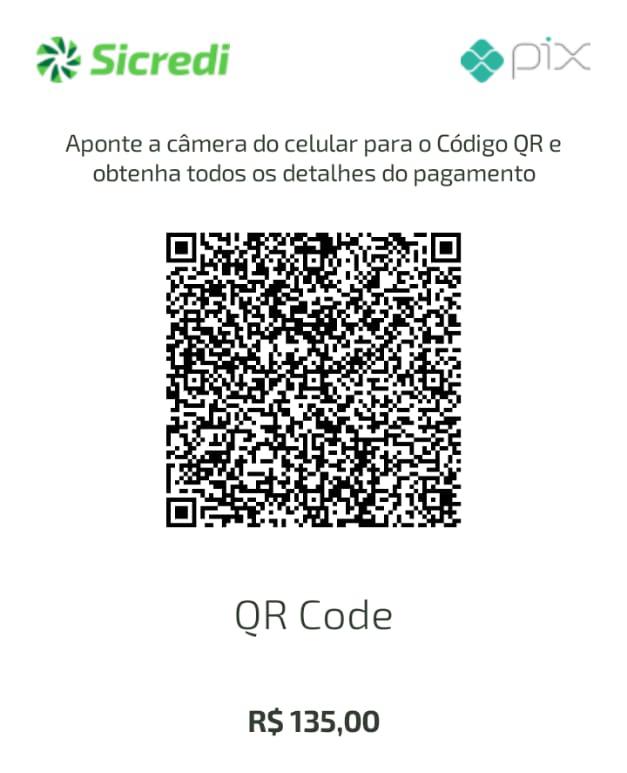 Sicredi
pix
Aponte a câmera do celular para o Código QR e
obtenha todos os detalhes do pagamento
QR Code
R$ 135,00